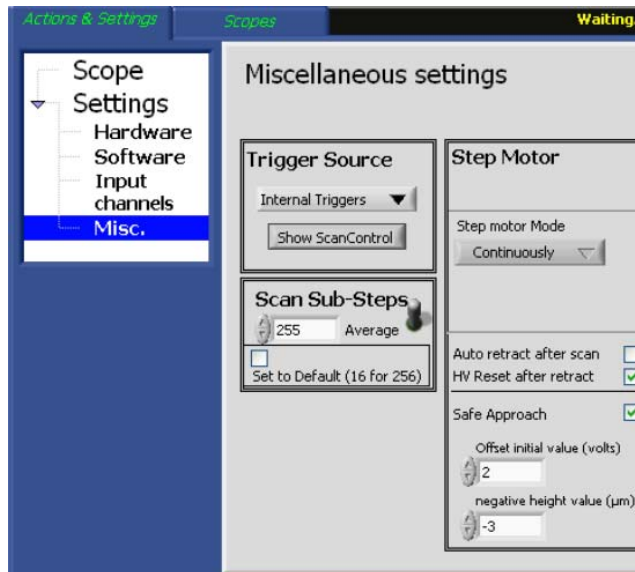 Actions & Settings
Scopes
Waiting.
Scope
Settings
Hardware
Software
Input
channels
Misc.
Miscellaneous settings
Trigger Source
Internal Triggers
Show ScanControl
Scan Sub-Steps
255
Average
Set to Default (16 for 256)
Step Motor
Step motor Mode
Continuously
Auto retract after scan
HV Reset after retract
Safe Approach
Offset initial value (volts)
2
negative height value (µm)
-3